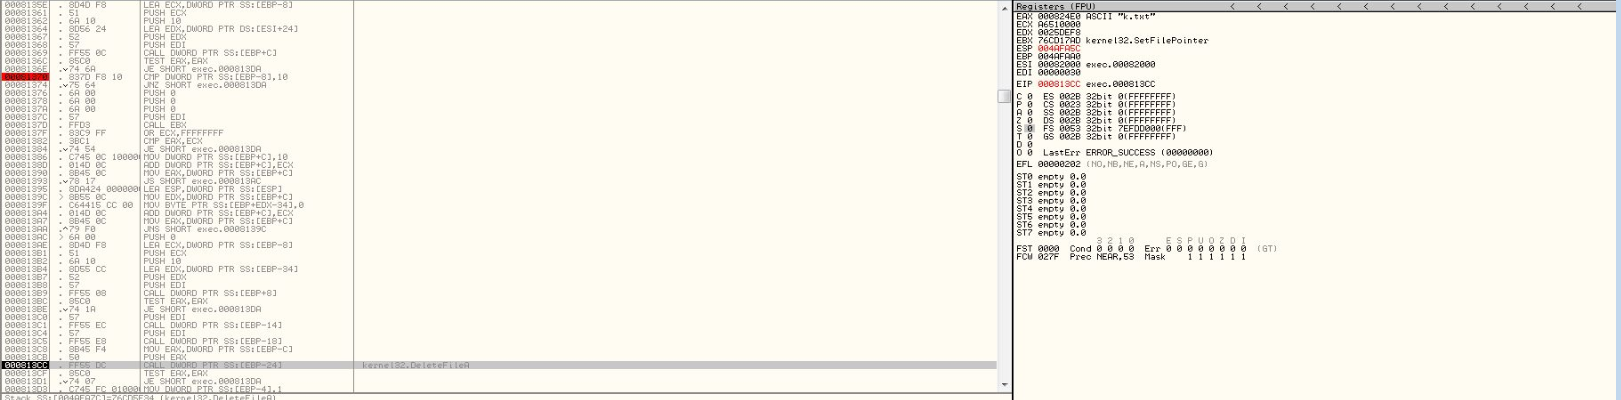 0008135E . 8D4D F8 LEA ECX,DWORD PTR SS:[EBP-8]
00081361 . 51 PUSH ECX
00081362 . 6A 10 PUSH 10
00081364 . 8D56 24 LEA EDX,DWORD PTR DS:[ESI+24]
00081367 . 52 PUSH EDX
00081368 . 57 PUSH EDI
00081369 . FF55 0C CALL DWORD PTR SS:[EBP+C]
0008136C . 85C0 TEST EAX,EAX
0008136E .v74 6A JE SHORT exec.000813DA
00081370 . 837D F8 10 CMP DWORD PTR SS:[EBP-8],10
00081374 .v75 64 JNZ SHORT exec.000813DA
00081376 . 6A 00 PUSH 0
00081378 . 6A 00 PUSH 0
0008137A . 6A 00 PUSH 0
0008137C . 57 PUSH EDI
0008137D . FFD3 CALL EBX
0008137F . 83C9 FF OR ECX,FFFFFFFF
00081382 . 3BC1 CMP EAX,ECX
00081384 .v74 54 JE SHORT exec.000813DA
00081386 . C745 0C 100000 MOV DWORD PTR SS:[EBP+C],10
0008138D . 014D 0C ADD DWORD PTR SS:[EBP+C],ECX
00081390 . 8B45 0C MOV EAX,DWORD PTR SS:[EBP+C]
00081393 .v78 17 JS SHORT exec.000813AC
00081395 . 8DA424 000000 LEA ESP,DWORD PTR SS:[ESP]
0008139C > 8B55 0C MOV EDX,DWORD PTR SS:[EBP+C]
0008139F . C64415 CC 00 MOV BYTE PTR SS:[EBP+EDX-34],0
000813A4 . 014D 0C ADD DWORD PTR SS:[EBP+C],ECX
000813A7 . 8B45 0C MOV EAX,DWORD PTR SS:[EBP+C]
000813AA .^79 F0 JNS SHORT exec.0008139C
000813AC > 6A 00 PUSH 0
000813AE . 8D4D F8 LEA ECX,DWORD PTR SS:[EBP-8]
000813B1 . 51 PUSH ECX
000813B2 . 6A 10 PUSH 10
000813B4 . 8D55 CC LEA EDX,DWORD PTR SS:[EBP-34]
000813B7 . 52 PUSH EDX
000813B8 . 57 PUSH EDI
000813B9 . FF55 08 CALL DWORD PTR SS:[EBP+8]
000813BC . 85C0 TEST EAX,EAX
000813BE .v74 1A JE SHORT exec.000813DA
000813C0 . 57 PUSH EDI
000813C1 . FF55 EC CALL DWORD PTR SS:[EBP-14]
000813C4 . 57 PUSH EDI
000813C5 . FF55 E8 CALL DWORD PTR SS:[EBP-18]
000813C8 . 8B45 F4 MOV EAX,DWORD PTR SS:[EBP-C]
000813CB . 50 PUSH EAX
000813CC . FF55 DC CALL DWORD PTR SS:[EBP-24] kernel32.DeleteFileA
000813CF . 85C0 TEST EAX,EAX
000813D1 .v74 07 JE SHORT exec.000813DA
000813D3 . C745 FC 010000 MOV DWORD PTR SS:[EBP-4],1
Stack SS:[004AFA7C]=76CD5F34 (kernel32.DeleteFileA)
Registers (FPU) < < < < < < < < < < < <
EAX 000824E0 ASCII "k.txt"
ECX A6510000
EDX 0025DEF8
EBX 76CD17AD kernel32.SetFilePointer
ESP 004AFA5C
EBP 004AFAA0
ESI 00082000 exec.00082000
EDI 00000030
EIP 000813CC exec.000813CC
C 0 ES 002B 32bit 0(FFFFFFFF)
P 0 CS 0023 32bit 0(FFFFFFFF)
A 0 SS 002B 32bit 0(FFFFFFFF)
Z 0 DS 002B 32bit 0(FFFFFFFF)
S 0 FS 0053 32bit 7EFDD000(FFF)
T 0 GS 002B 32bit 0(FFFFFFFF)
D 0
O 0 LastErr ERROR_SUCCESS (00000000)
EFL 00000202 (NO,NB,NE,A,NS,PO,GE,G)
ST0 empty 0.0
ST1 empty 0.0
ST2 empty 0.0
ST3 empty 0.0
ST4 empty 0.0
ST5 empty 0.0
ST6 empty 0.0
ST7 empty 0.0
3 2 1 0 E S P U O Z D I
FST 0000 Cond 0 0 0 0 Err 0 0 0 0 0 0 0 0 (GT)
FCW 027F Prec NEAR,53 Mask 1 1 1 1 1 1